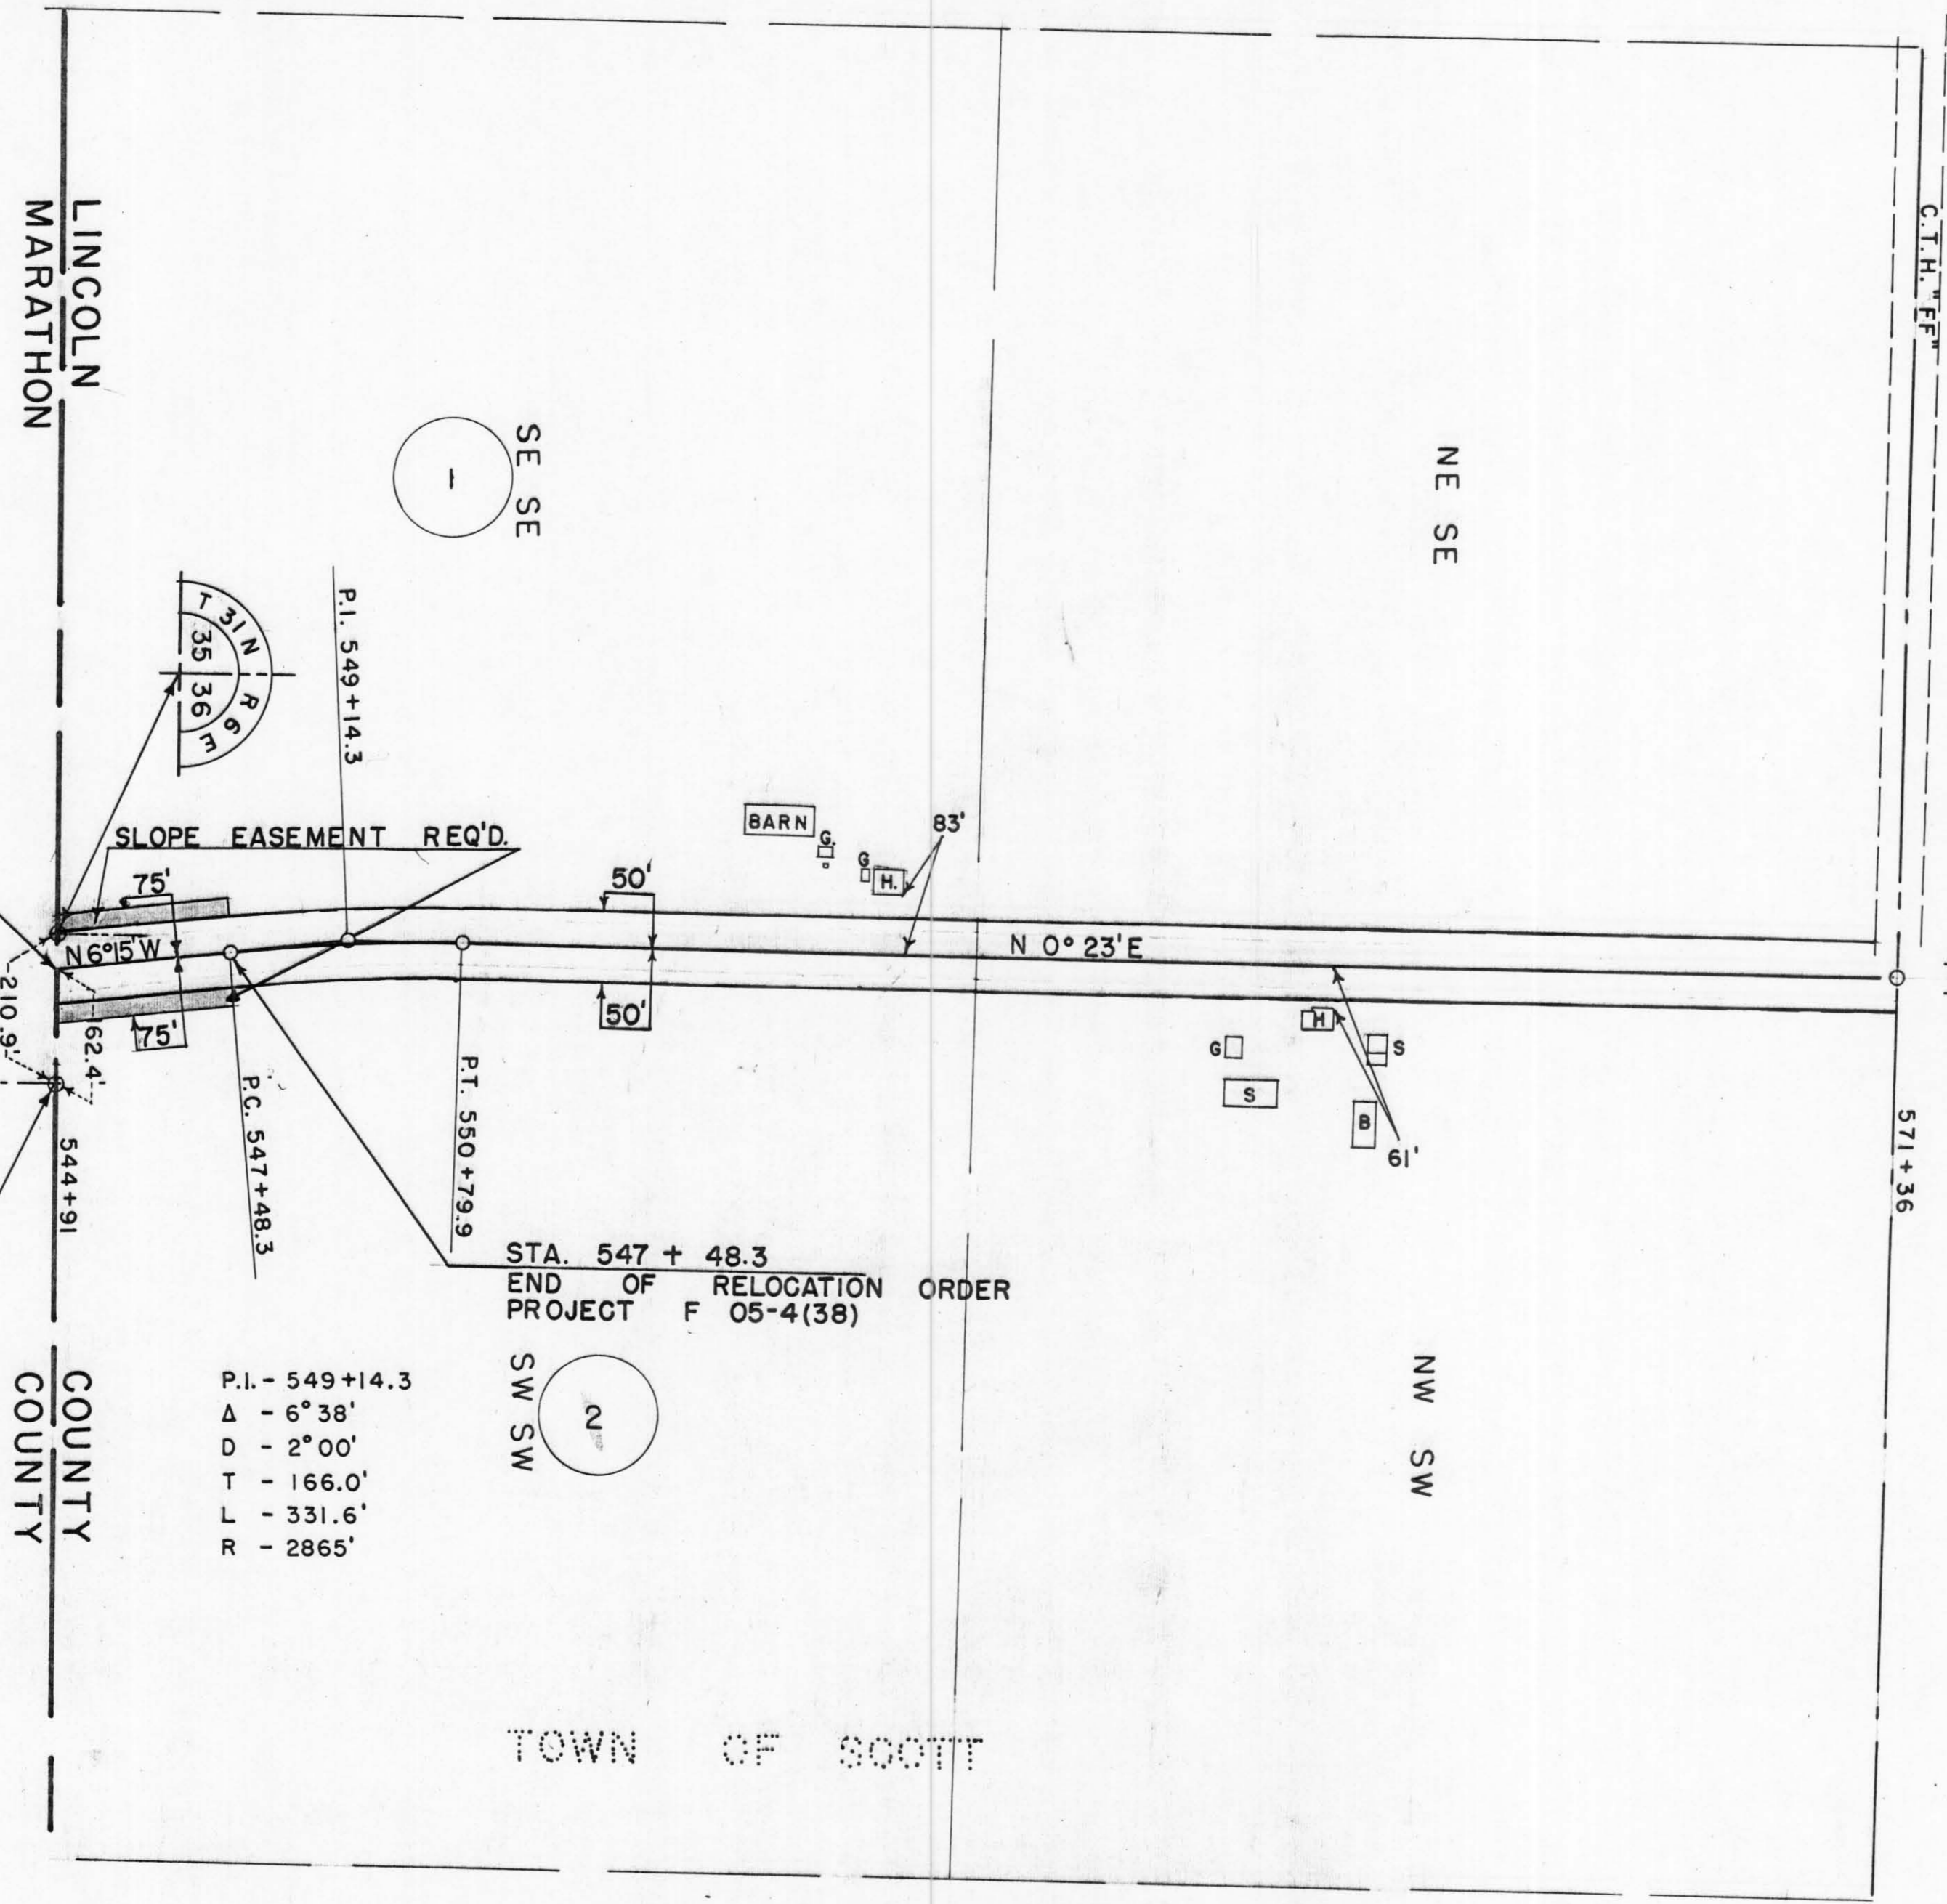 C.T.H. "FF"
LINCOLN
MARATHON
SE SE
1
NE SE
T 31 N R 6 E
35 36
P.I. 549+14.3
BARN
G.
G
H.
83'
SLOPE EASEMENT REQ'D.
75'
50'
N 6°15'W
N 0° 23'E
75'
50'
210.9'
62.4'
H
G
S
S
B
61'
544+91
P.C. 547+48.3
P.T. 550+79.9
571+36
STA. 547 + 48.3
END OF RELOCATION ORDER
PROJECT F 05-4(38)
COUNTY
COUNTY
P.I. - 549+14.3
Δ - 6°38'
D - 2°00'
T - 166.0'
L - 331.6'
R - 2865'
SW SW
2
NW SW
TOWN OF SCOTT